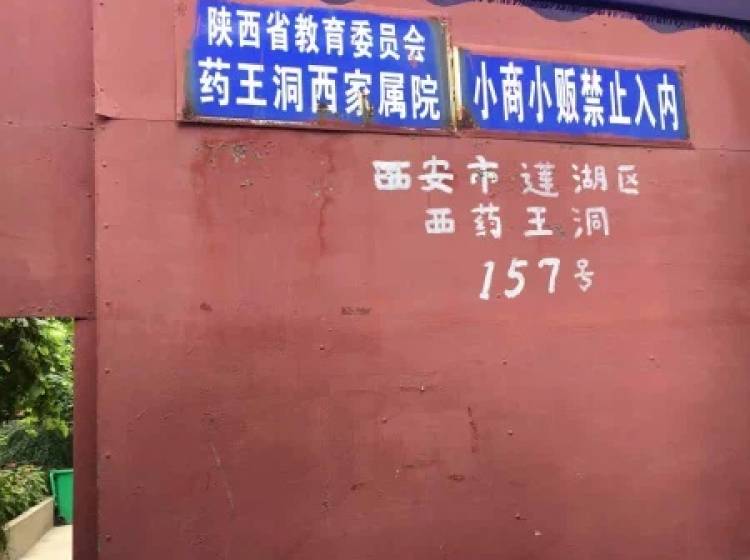 陕西省教育委员会
药王洞西家属院
小商小贩禁止入内
西安市莲湖区
西药王洞
157号